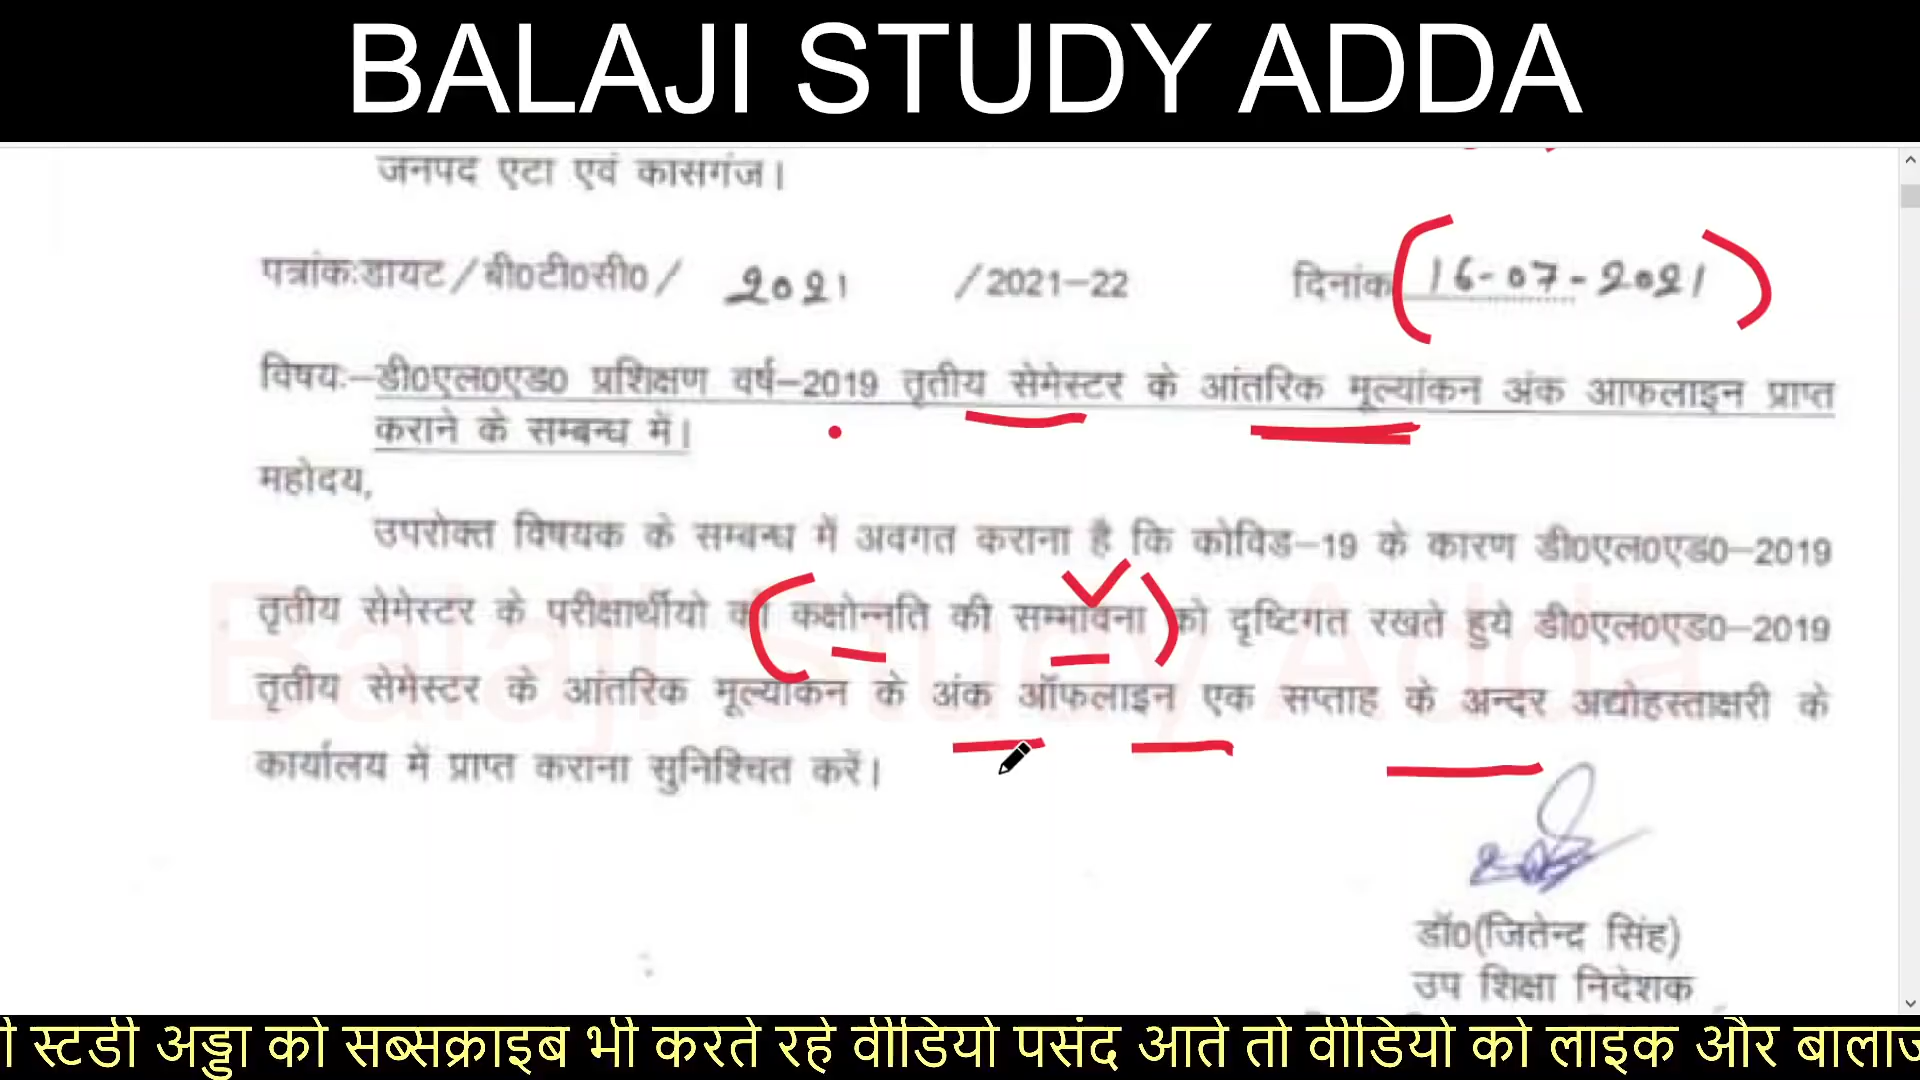 BALAJI STUDY ADDA
जनपद एटा एवं कासगंज।
पत्रांक:डायट/बी0टी0सी0/ 2021 /2021-22 दिनांक 16-07-2021
विषय:-डी0एल0एड0 प्रशिक्षण वर्ष-2019 तृतीय सेमेस्टर के आंतरिक मूल्यांकन अंक आफलाइन प्राप्त
कराने के सम्बन्ध में।
महोदय,
उपरोक्त विषयक के सम्बन्ध में अवगत कराना है कि कोविड-19 के कारण डी0एल0एड0-2019
तृतीय सेमेस्टर के परीक्षार्थीयो की कक्षोन्नति की सम्भावना को दृष्टिगत रखते हुये डी0एल0एड0-2019
तृतीय सेमेस्टर के आंतरिक मूल्यांकन के अंक ऑफलाइन एक सप्ताह के अन्दर अद्योहस्ताक्षरी के
कार्यालय में प्राप्त कराना सुनिश्चित करें।
Balaji Study Adda
डॉ0(जितेन्द्र सिंह)
उप शिक्षा निदेशक
स्टडी अड्डा को सब्सक्राइब भी करते रहे वीडियो पसंद आते तो वीडियो को लाइक और